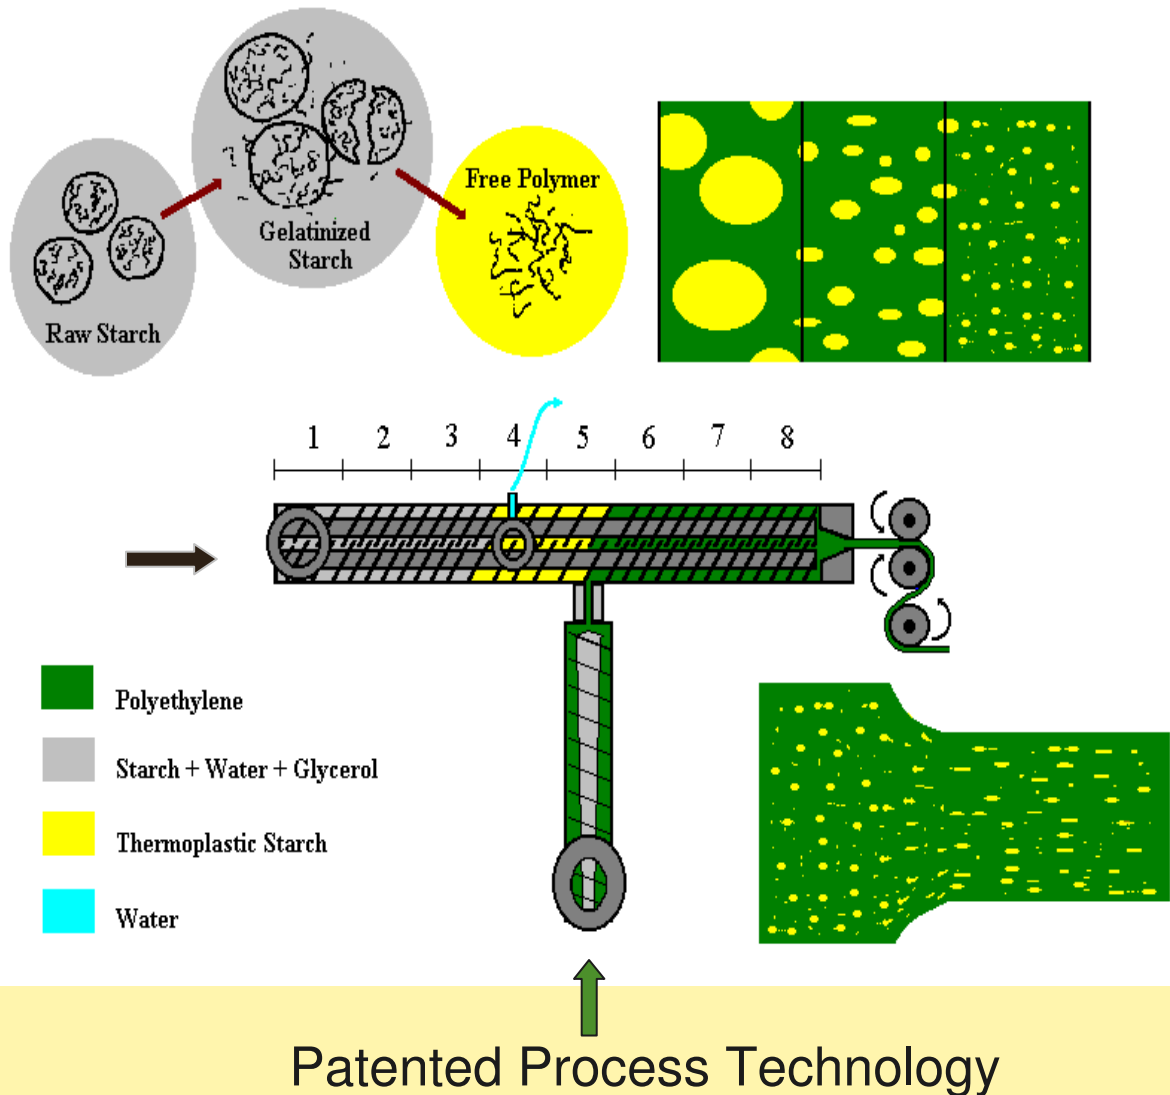 Raw Starch
Gelatinized
Starch
Free Polymer
1 2 3 4 5 6 7 8
Polyethylene
Starch + Water + Glycerol
Thermoplastic Starch
Water
Patented Process Technology